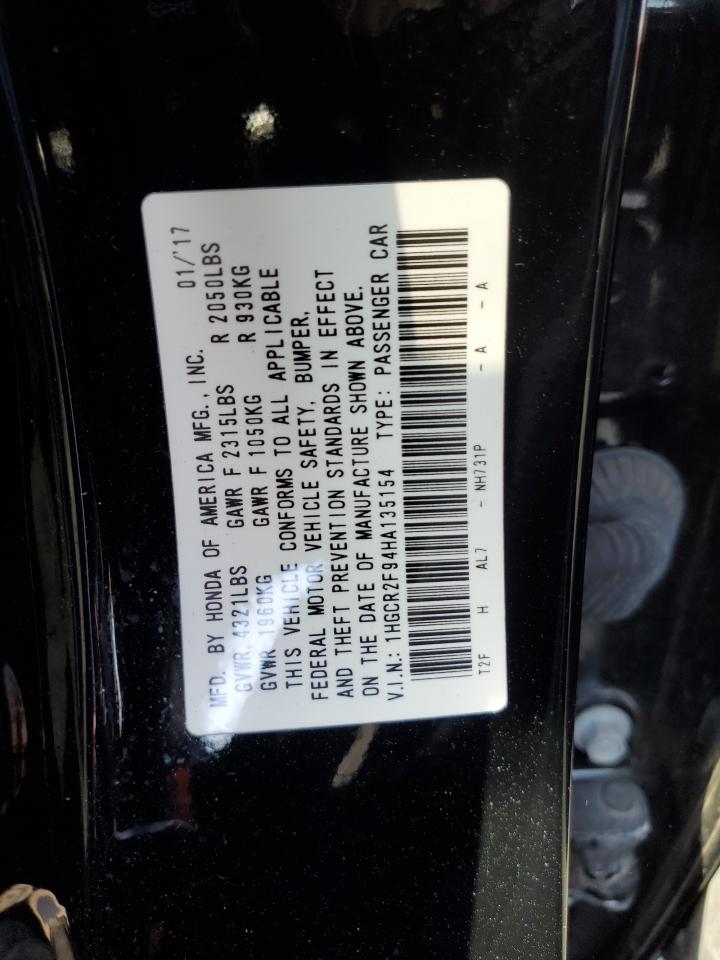 MFD. BY HONDA OF AMERICA MFG., INC. 01/'17
GVWR 4321LBS GAWR F 2315LBS R 2050LBS
GVWR 1960KG GAWR F 1050KG R 930KG
THIS VEHICLE CONFORMS TO ALL APPLICABLE
FEDERAL MOTOR VEHICLE SAFETY, BUMPER,
AND THEFT PREVENTION STANDARDS IN EFFECT
ON THE DATE OF MANUFACTURE SHOWN ABOVE.
V.I.N.: 1HGCR2F94HA135154 TYPE: PASSENGER CAR
T2F H AL7 - NH731P -A -A